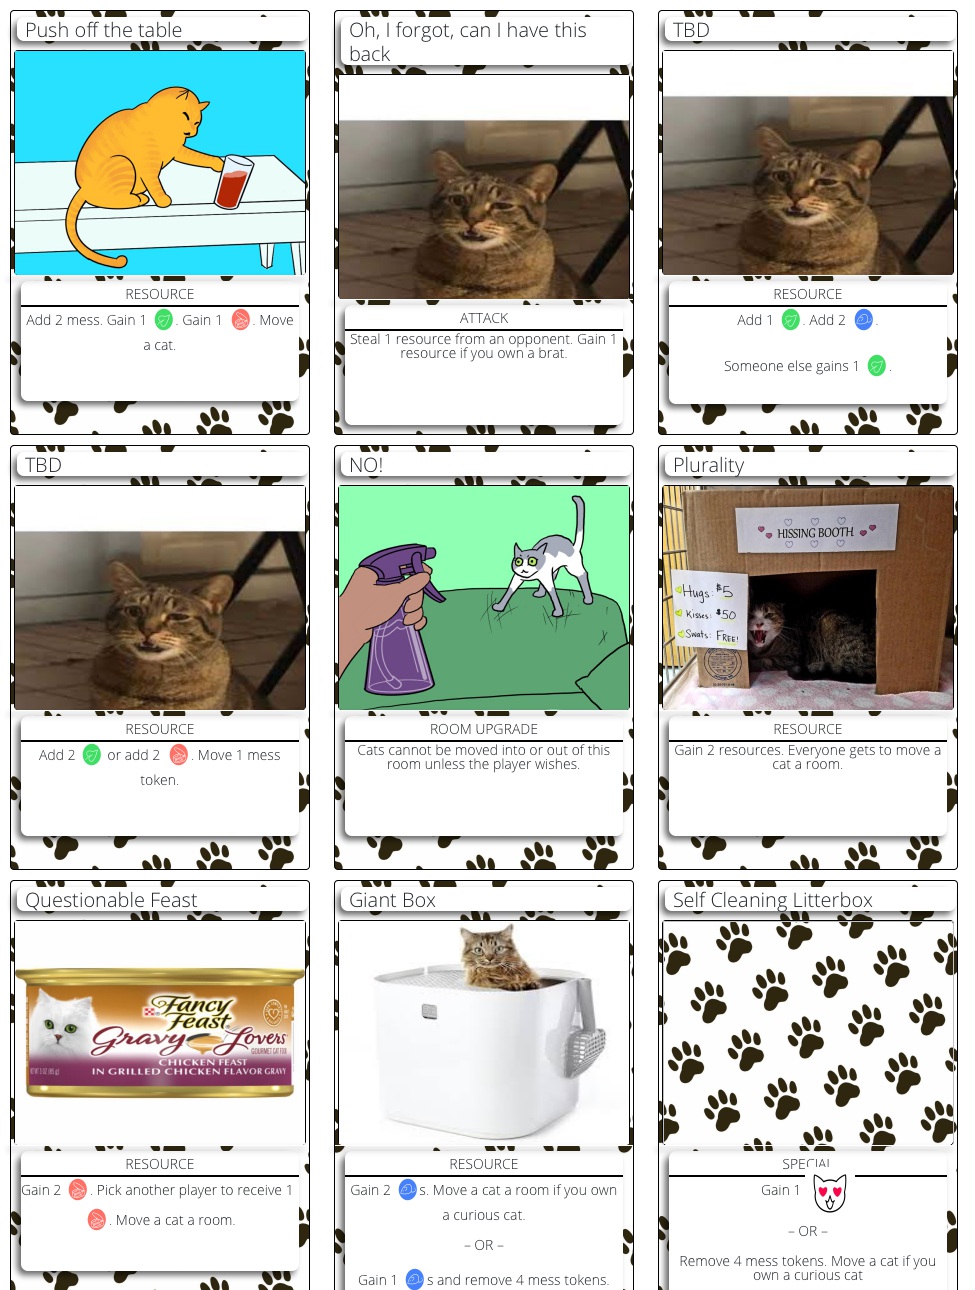 Push off the table
RESOURCE
Add 2 mess. Gain 1 . Gain 1 . Move
a cat.
Oh, I forgot, can I have this
back
ATTACK
Steal 1 resource from an opponent. Gain 1
resource if you own a brat.
TBD
RESOURCE
Add 1 . Add 2 .
Someone else gains 1 .
TBD
RESOURCE
Add 2 or add 2 . Move 1 mess
token.
NO!
ROOM UPGRADE
Cats cannot be moved into or out of this
room unless the player wishes.
Plurality
HISSING BOOTH
Hugs: $5
Kisses: $50
Swats: FREE!
RESOURCE
Gain 2 resources. Everyone gets to move a
cat a room.
Questionable Feast
Fancy
Feast
Gravy Lovers
GOURMET CAT FOOD
CHICKEN FEAST
IN GRILLED CHICKEN FLAVOR GRAVY
NET WT 3 OZ (85 g)
RESOURCE
Gain 2 . Pick another player to receive 1
. Move a cat a room.
Giant Box
RESOURCE
Gain 2 s. Move a cat a room if you own
a curious cat.
– OR –
Gain 1 s and remove 4 mess tokens.
Self Cleaning Litterbox
SPECIAL
Gain 1
– OR –
Remove 4 mess tokens. Move a cat if you
own a curious cat